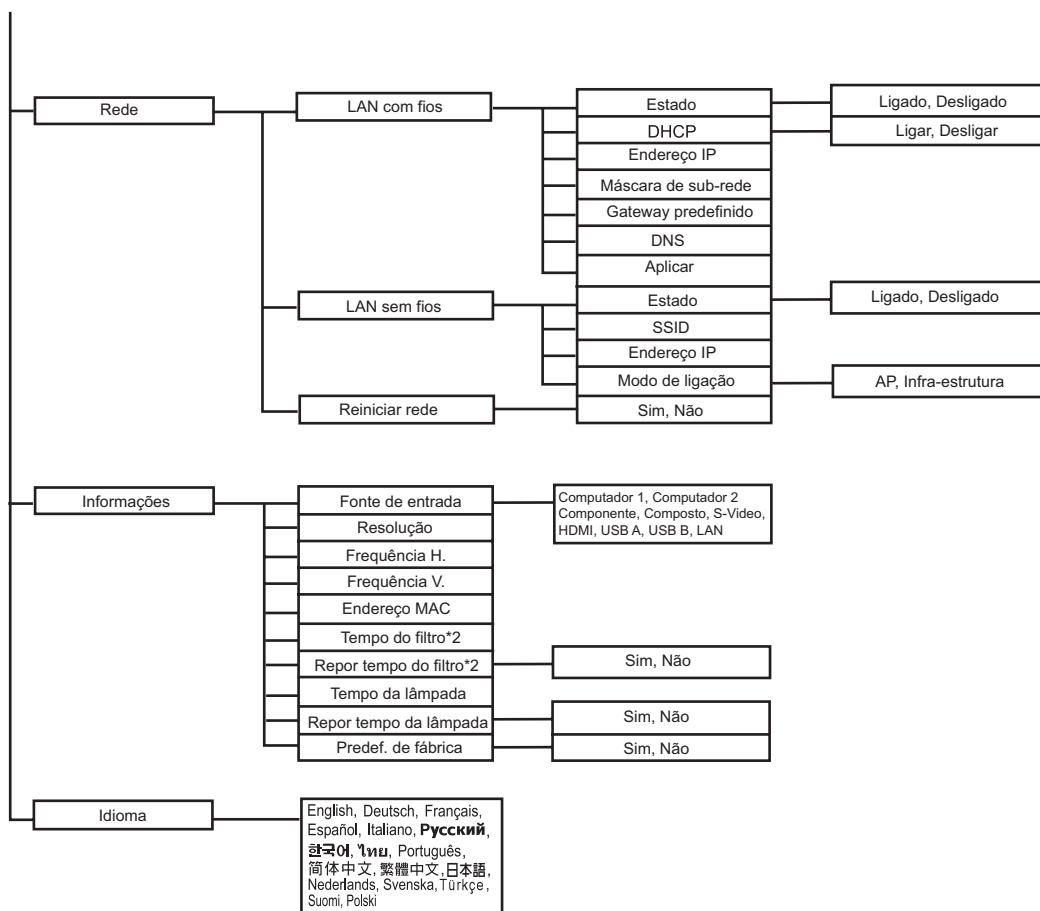 Rede
LAN com fios
Estado
Ligado, Desligado
DHCP
Ligar, Desligar
Endereço IP
Máscara de sub-rede
Gateway predefinido
DNS
Aplicar
LAN sem fios
Estado
Ligado, Desligado
SSID
Endereço IP
Modo de ligação
AP, Infra-estrutura
Reiniciar rede
Sim, Não
Informações
Fonte de entrada
Computador 1, Computador 2
Componente, Composto, S-Video,
HDMI, USB A, USB B, LAN
Resolução
Frequência H.
Frequência V.
Endereço MAC
Tempo do filtro*2
Repor tempo do filtro*2
Sim, Não
Tempo da lâmpada
Repor tempo da lâmpada
Sim, Não
Predef. de fábrica
Sim, Não
Idioma
English, Deutsch, Français,
Español, Italiano, Русский,
한국어, ไทย, Português,
简体中文, 繁體中文, 日本語,
Nederlands, Svenska, Türkçe,
Suomi, Polski